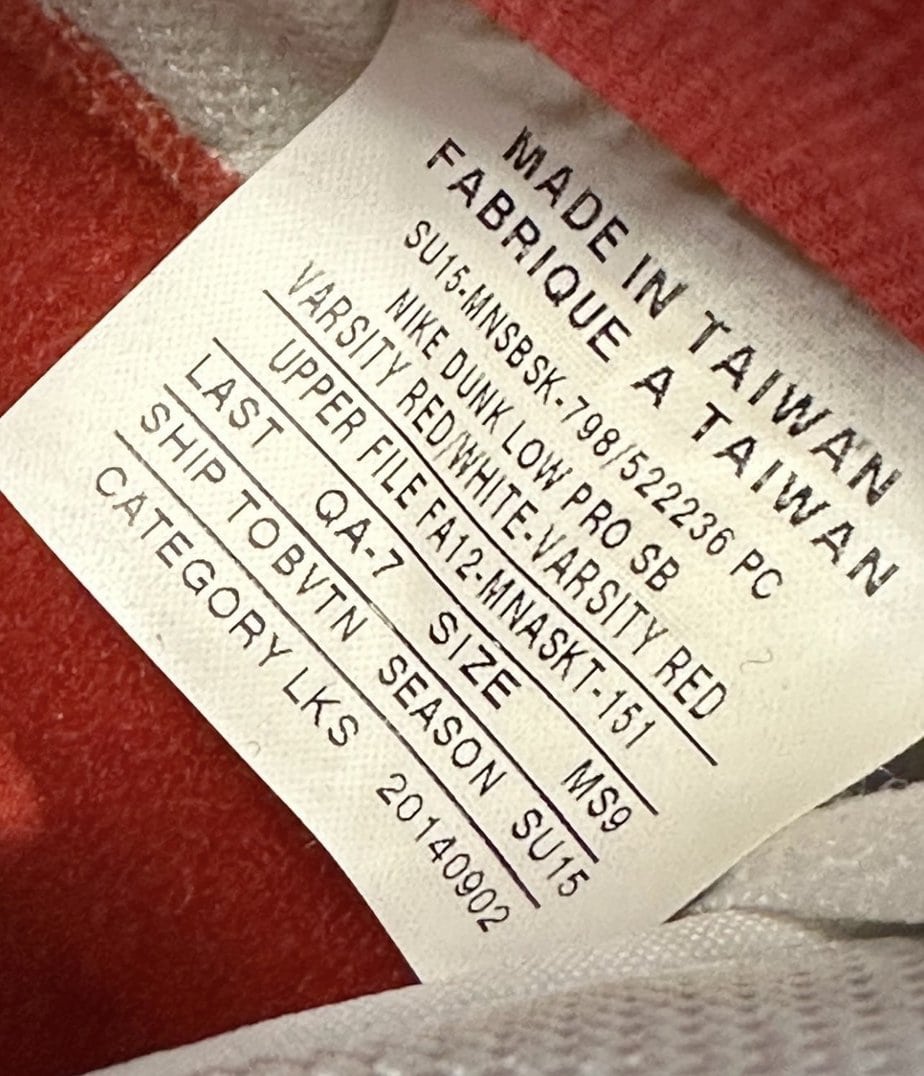 MADE IN TAIWAN
FABRIQUE A TAIWAN
SU15-MNSBSK-798/522236 PC
NIKE DUNK LOW PRO SB
VARSITY RED/WHITE-VARSITY RED
UPPER FILE FA12-MNASKT-151
LAST QA-7 SIZE MS9
SHIP TOBVTN SEASON SU15
CATEGORY LKS 20140902